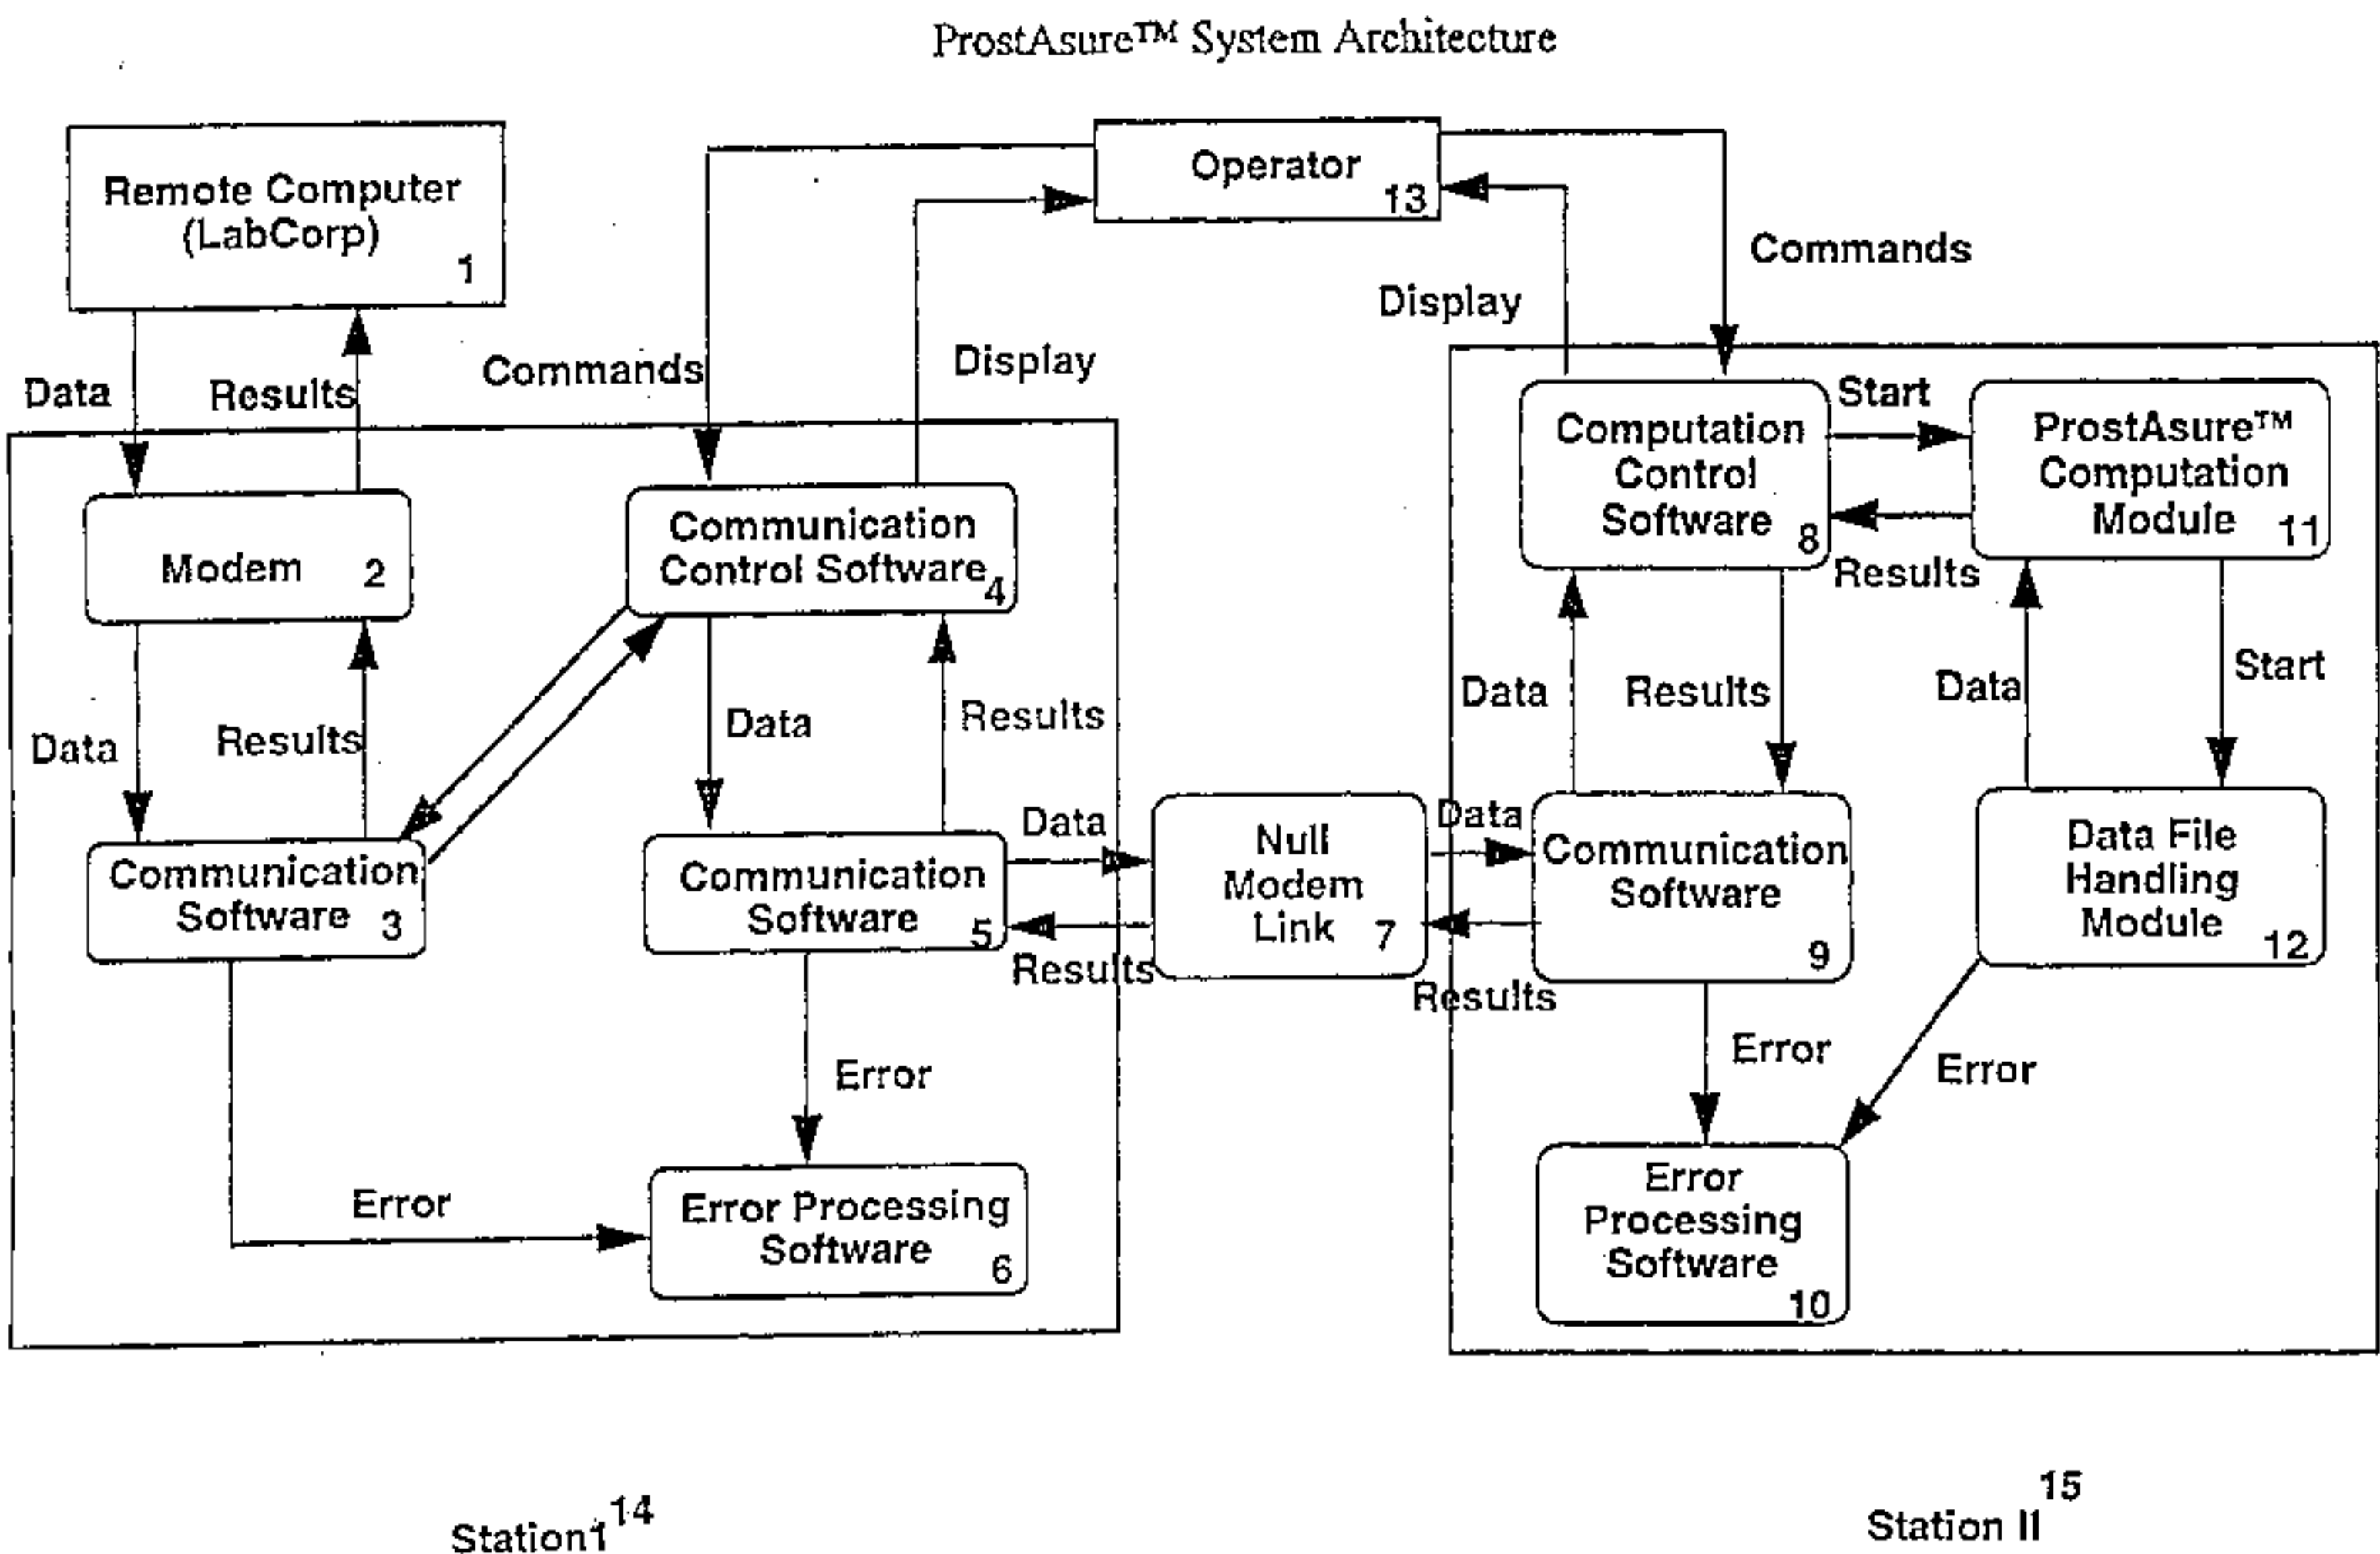 ProstAsure™ System Architecture
Remote Computer
(LabCorp)
1
Operator
13
Commands
Display
Data
Results
Commands
Display
Modem 2
Communication
Control Software
4
Computation
Control
Software
8
Start
Results
ProstAsure™
Computation
Module
11
Data
Results
Data
Results
Data
Results
Data
Start
Communication
Software
3
Communication
Software
5
Data
Results
Null
Modem
Link
7
Data
Results
Communication
Software
9
Data File
Handling
Module
12
Error
Error
Error
Error
Error Processing
Software
6
Error
Processing
Software
10
Station1 14
Station II 15